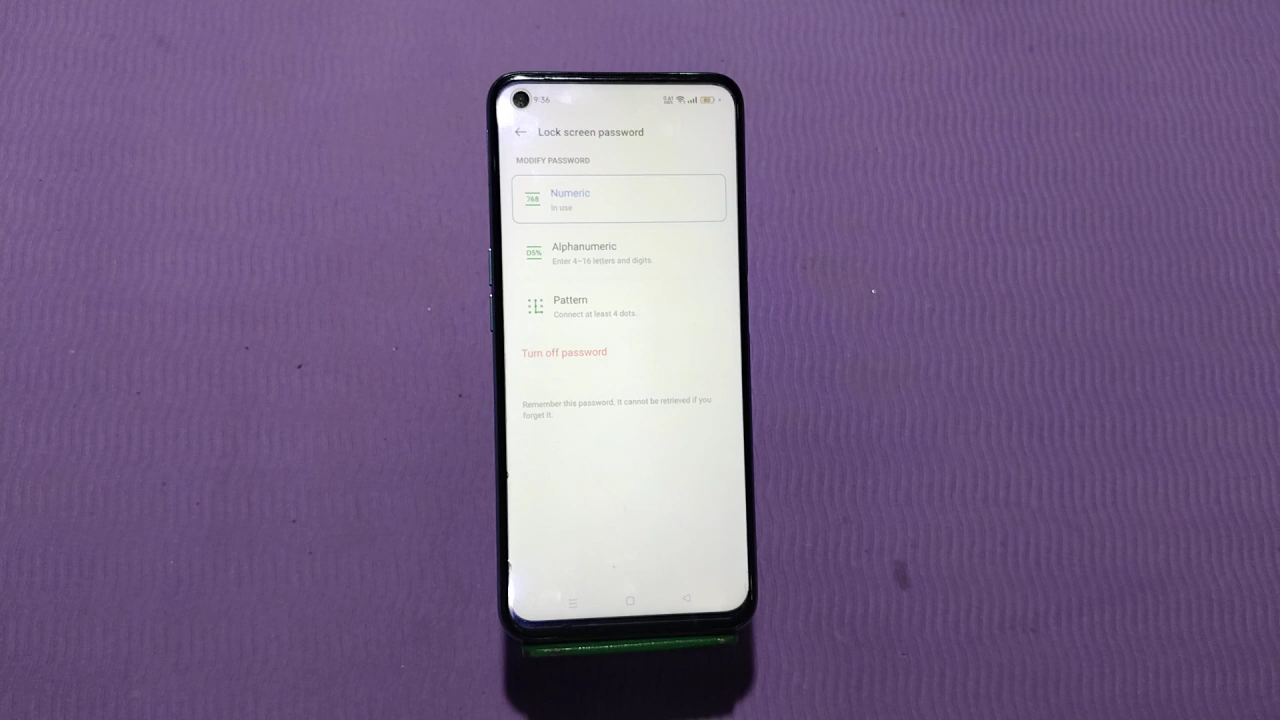 9:36
Lock screen password
MODIFY PASSWORD
Numeric
In use
Alphanumeric
Enter 4–16 letters and digits.
Pattern
Connect at least 4 dots.
Turn off password
Remember this password. It cannot be retrieved if you
forget it.